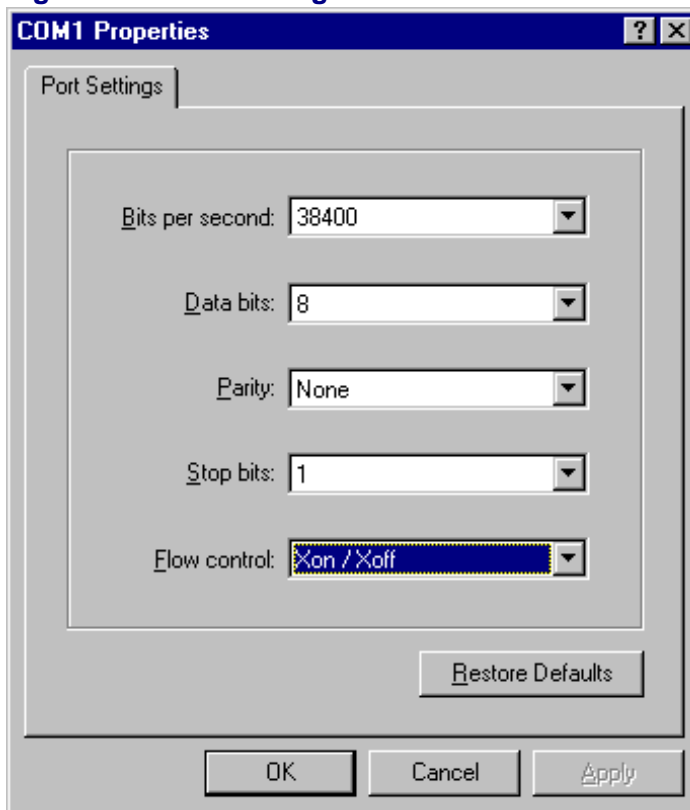 COM1 Properties
Port Settings
Bits per second: 38400
Data bits: 8
Parity: None
Stop bits: 1
Flow control: Xon / Xoff
Restore Defaults
OK Cancel Apply